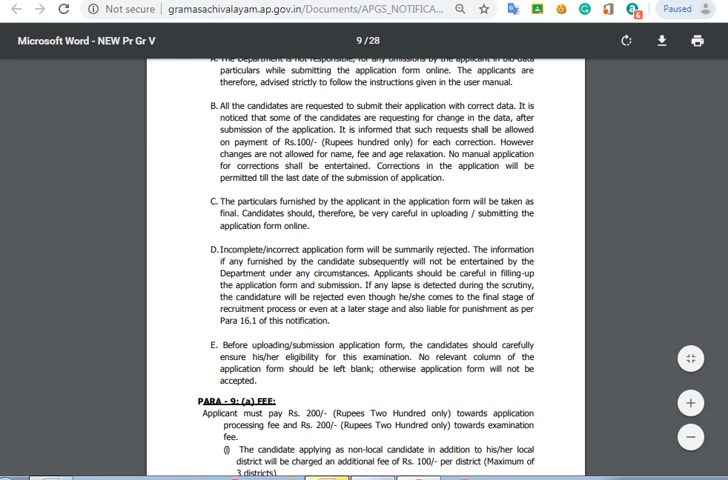 Not secure | gramasachivalayam.ap.gov.in/Documents/APGS_NOTIFICA...
Paused
Microsoft Word - NEW Pr Gr V
9 / 28
A. The Department is not responsible, for any omissions by the applicant in bio-data
particulars while submitting the application form online. The applicants are
therefore, advised strictly to follow the instructions given in the user manual.
B. All the candidates are requested to submit their application with correct data. It is
noticed that some of the candidates are requesting for change in the data, after
submission of the application. It is informed that such requests shall be allowed
on payment of Rs.100/- (Rupees hundred only) for each correction. However
changes are not allowed for name, fee and age relaxation. No manual application
for corrections shall be entertained. Corrections in the application will be
permitted till the last date of the submission of application.
C. The particulars furnished by the applicant in the application form will be taken as
final. Candidates should, therefore, be very careful in uploading / submitting the
application form online.
D. Incomplete/incorrect application form will be summarily rejected. The information
if any furnished by the candidate subsequently will not be entertained by the
Department under any circumstances. Applicants should be careful in filling-up
the application form and submission. If any lapse is detected during the scrutiny,
the candidature will be rejected even though he/she comes to the final stage of
recruitment process or even at a later stage and also liable for punishment as per
Para 16.1 of this notification.
E. Before uploading/submission application form, the candidates should carefully
ensure his/her eligibility for this examination. No relevant column of the
application form should be left blank; otherwise application form will not be
accepted.
PARA - 9: (a) FEE:
Applicant must pay Rs. 200/- (Rupees Two Hundred only) towards application
processing fee and Rs. 200/- (Rupees Two Hundred only) towards examination
fee.
(i) The candidate applying as non-local candidate in addition to his/her local
district will be charged an additional fee of Rs. 100/- per district (Maximum of
3 districts)